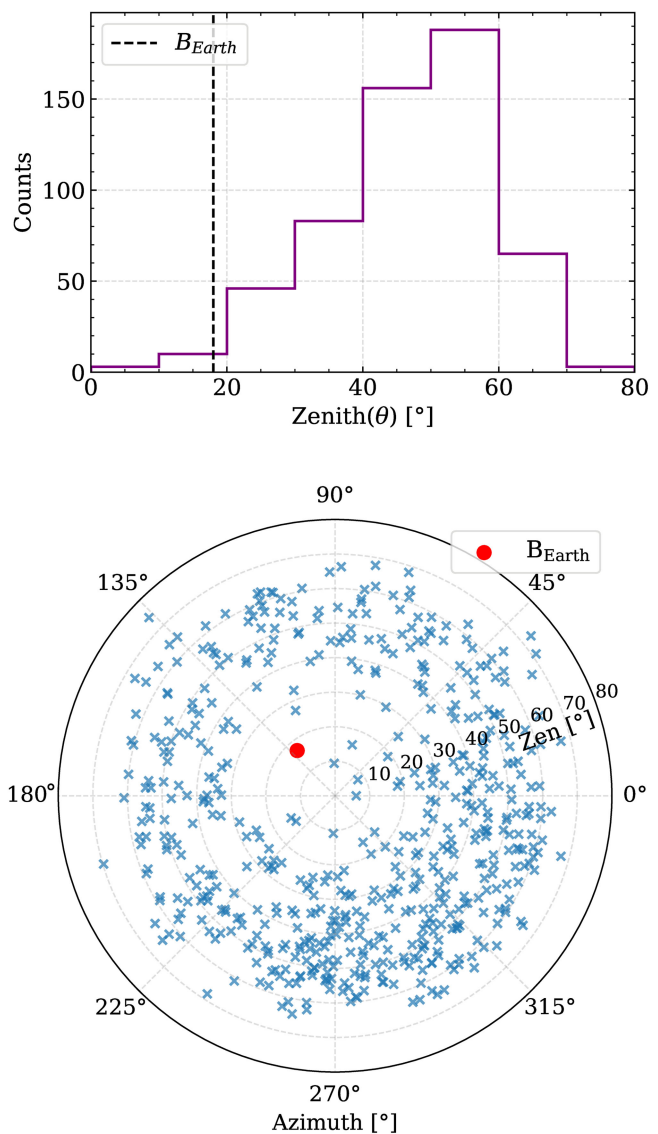 B_Earth
150
100
50
0
Counts
0 20 40 60 80
Zenith(θ) [°]
90°
B_Earth
135° 45°
10 20 30 40 50 60 70 80
Zen [°]
180° 0°
225° 315°
270°
Azimuth [°]